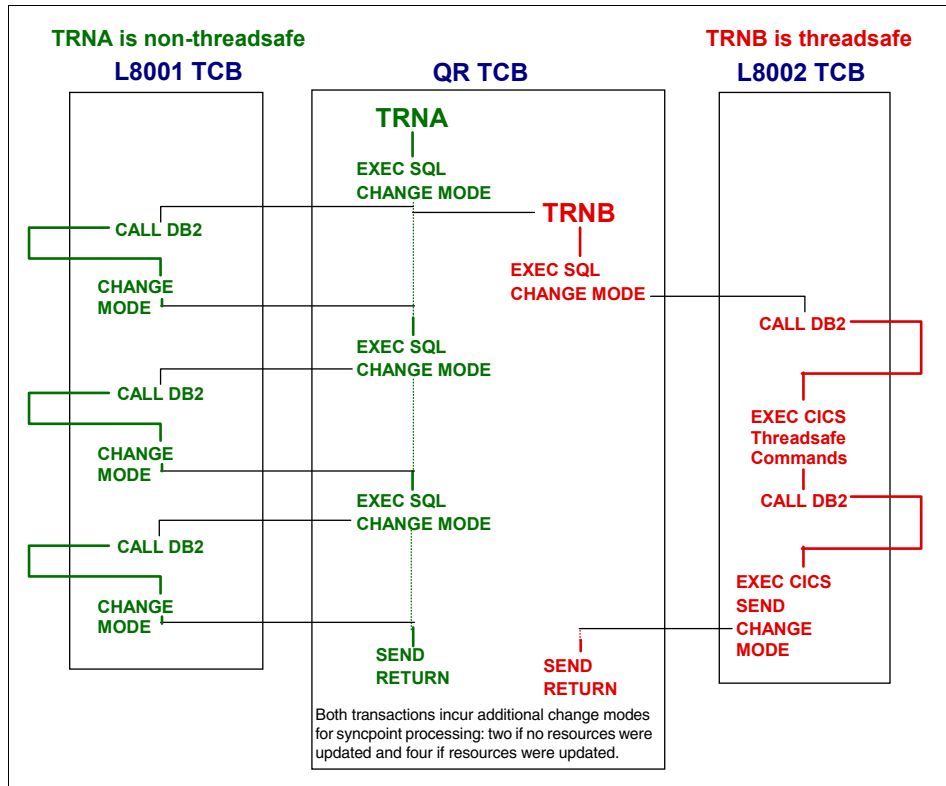 TRNA is non-threadsafe
L8001 TCB
CALL DB2
CHANGE
MODE
CALL DB2
CHANGE
MODE
CALL DB2
CHANGE
MODE
QR TCB
TRNA
EXEC SQL
CHANGE MODE
EXEC SQL
CHANGE MODE
EXEC SQL
CHANGE MODE
SEND
RETURN
TRNB
EXEC SQL
CHANGE MODE
SEND
RETURN
Both transactions incur additional change modes
for syncpoint processing: two if no resources were
updated and four if resources were updated.
TRNB is threadsafe
L8002 TCB
CALL DB2
EXEC CICS
Threadsafe
Commands
CALL DB2
EXEC CICS
SEND
CHANGE
MODE